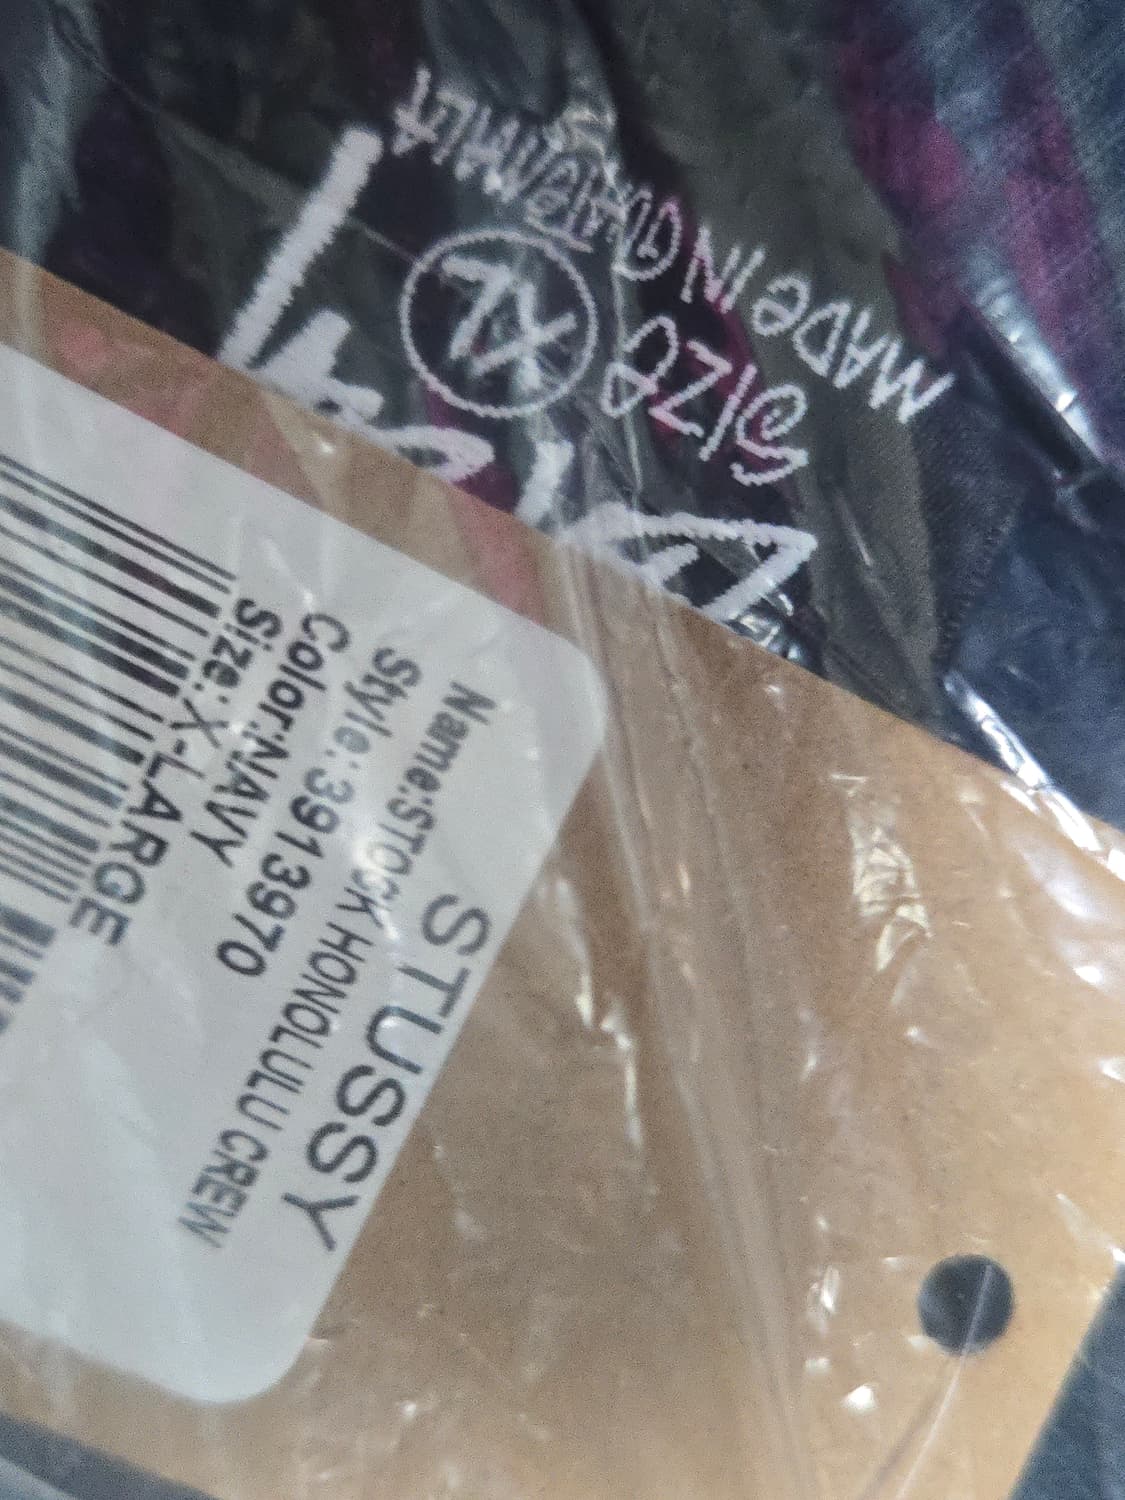 MADE IN GUATEMALA
SIZE XL
STUSSY
Name:STOCK HONOLULU CREW
Style:3913970
Color:NAVY
Size:X-LARGE